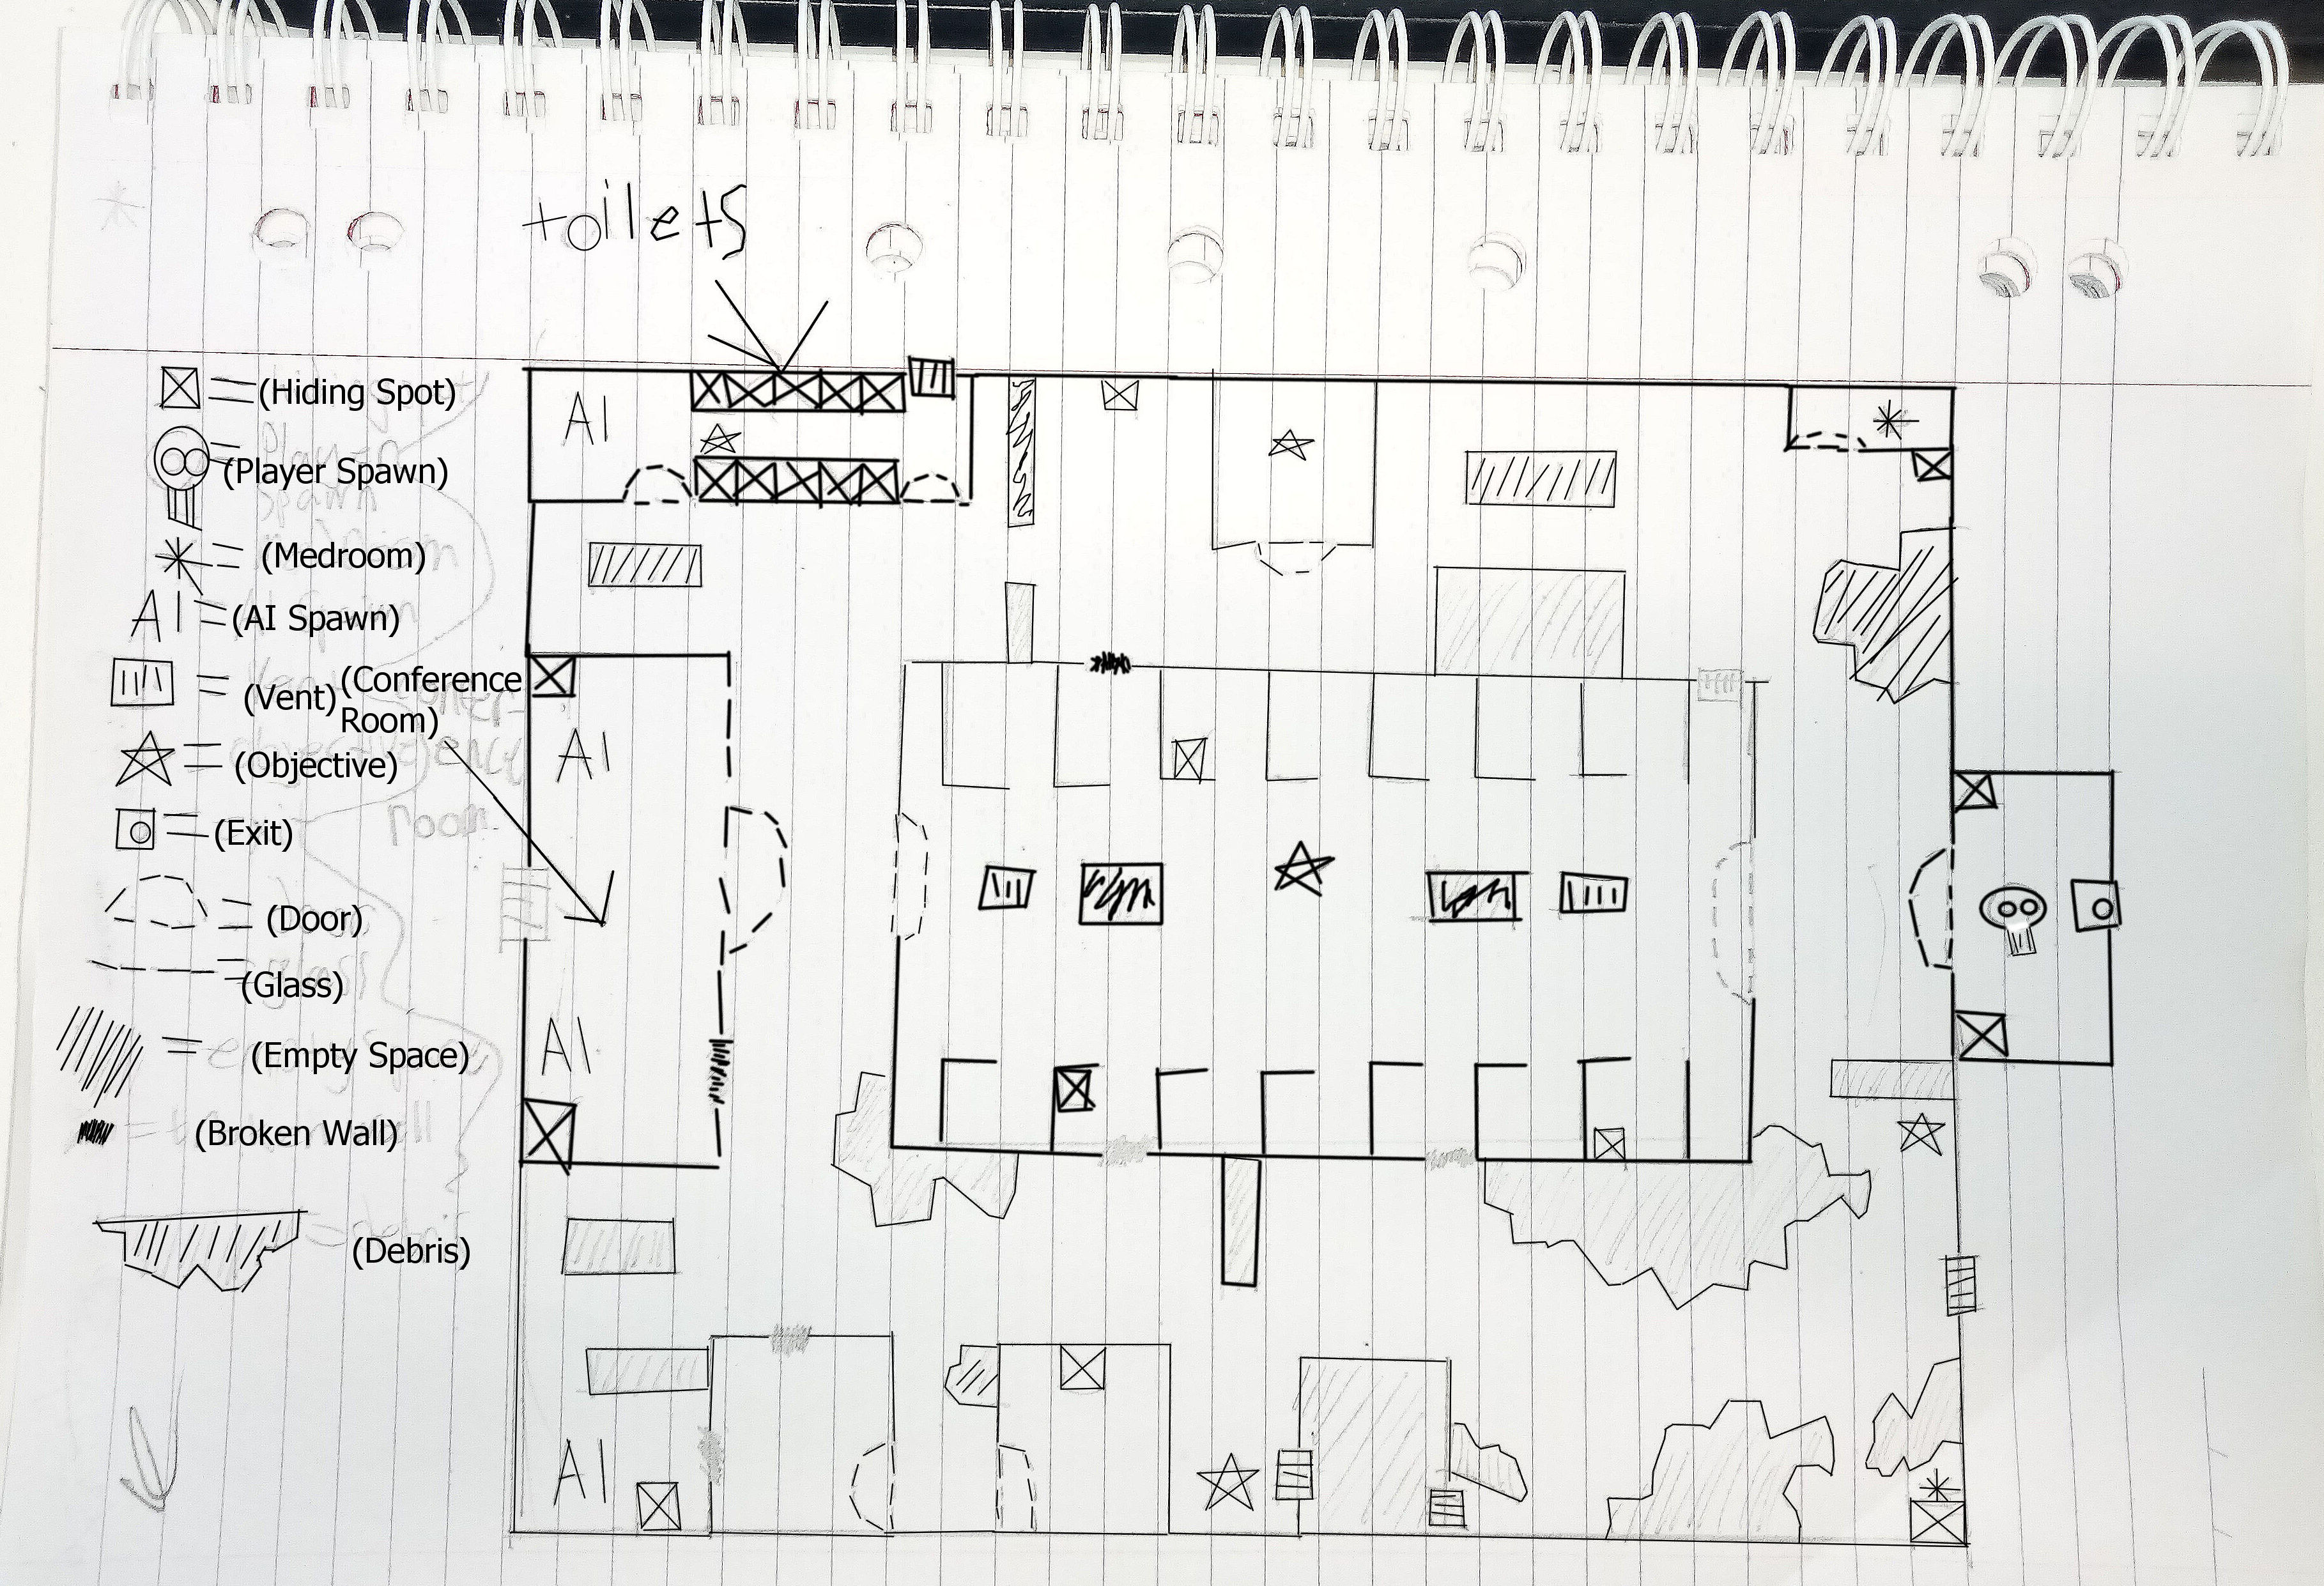 toilets
(Hiding Spot)
(Player Spawn)
(Medroom)
AI (AI Spawn)
(Vent) (Conference
Room)
(Objective)
(Exit)
(Door)
(Glass)
(Empty Space)
(Broken Wall)
(Debris)
AI
AI
AI
AI
room